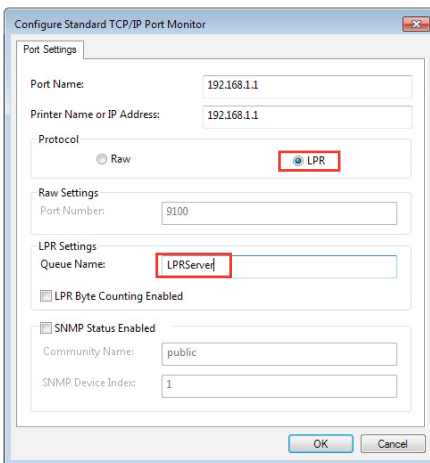 Configure Standard TCP/IP Port Monitor
Port Settings
Port Name: 192.168.1.1
Printer Name or IP Address: 192.168.1.1
Protocol
Raw LPR
Raw Settings
Port Number: 9100
LPR Settings
Queue Name: LPRServer
LPR Byte Counting Enabled
SNMP Status Enabled
Community Name: public
SNMP Device Index: 1
OK Cancel